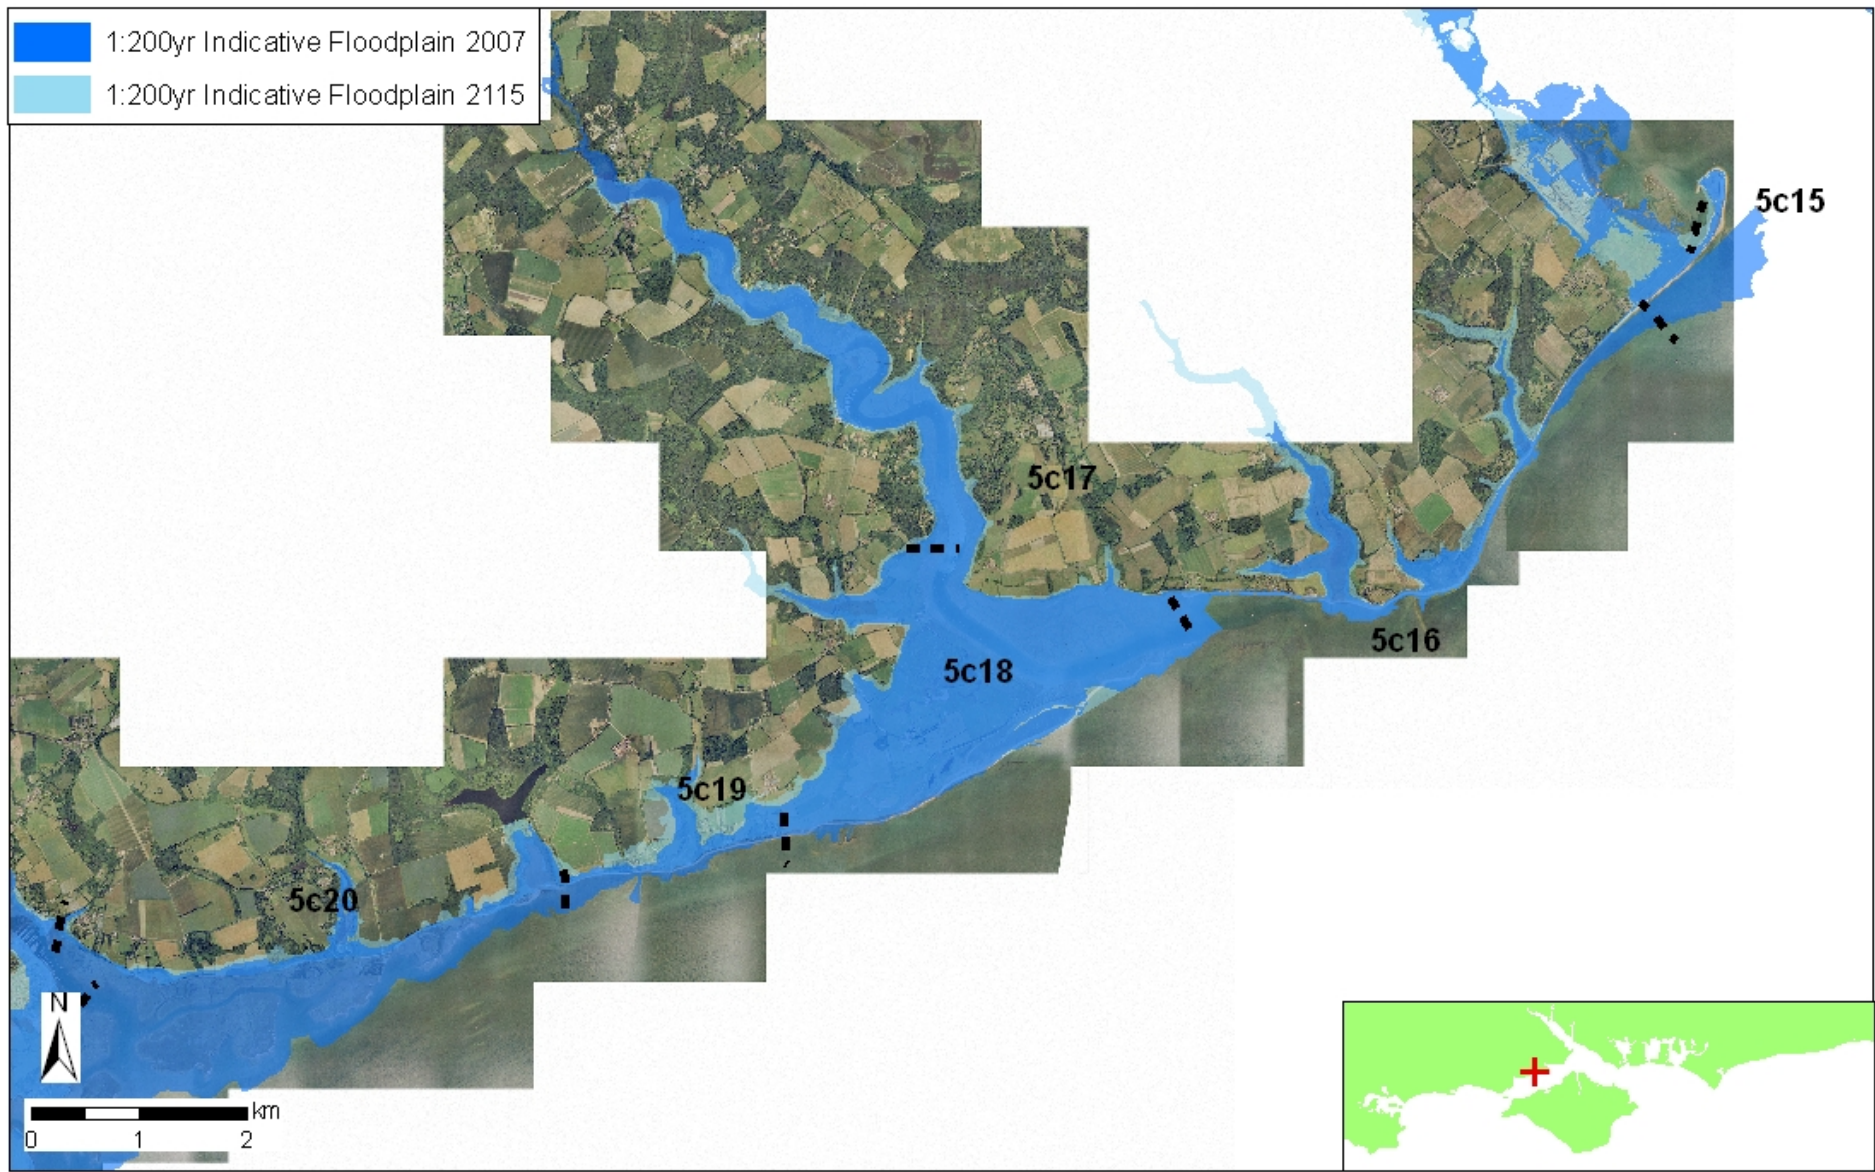 1:200yr Indicative Floodplain 2007
1:200yr Indicative Floodplain 2115
5c15
5c17
5c16
5c18
5c19
5c20
N
km
0 1 2